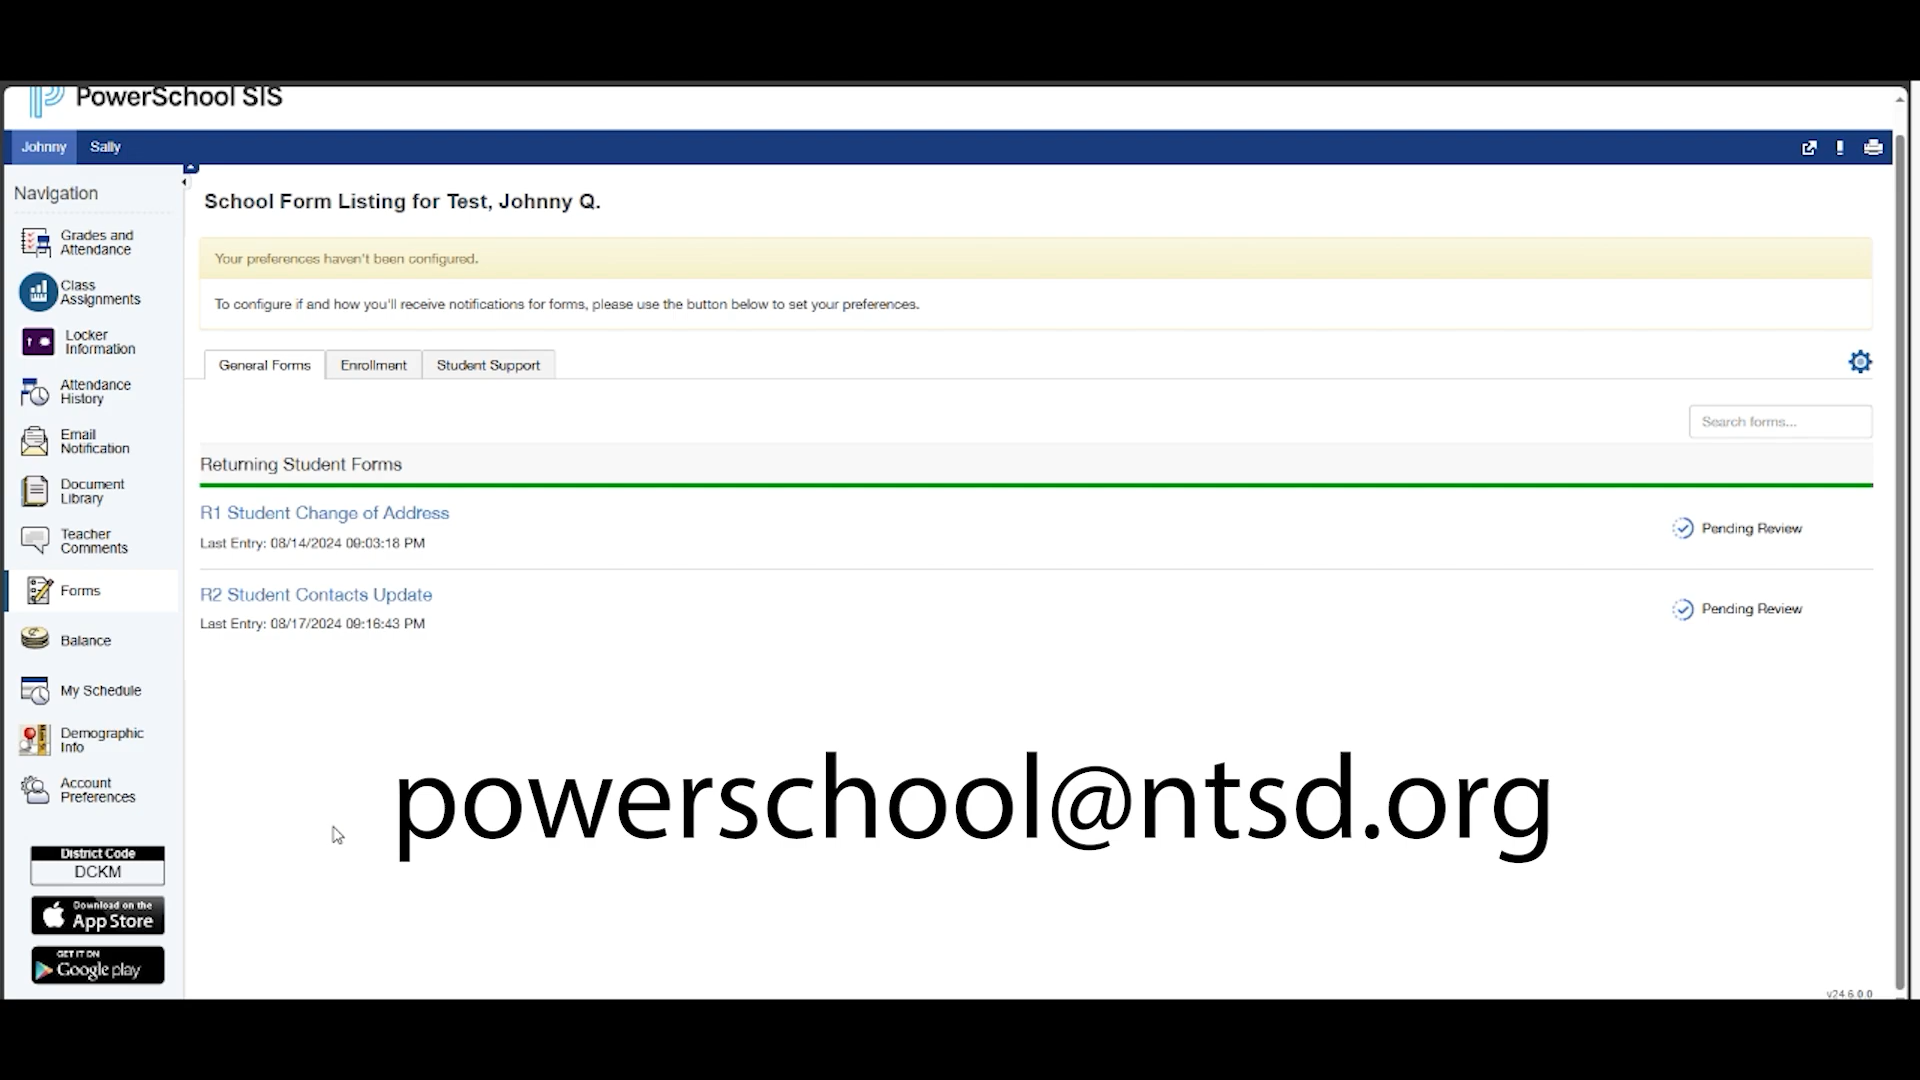 PowerSchool SIS
Johnny Sally
Navigation
Grades and
Attendance
Class
Assignments
Locker
Information
Attendance
History
Email
Notification
Document
Library
Teacher
Comments
Forms
Balance
My Schedule
Demographic
Info
Account
Preferences
District Code
DCKM
Download on the
App Store
GET IT ON
Google play
School Form Listing for Test, Johnny Q.
Your preferences haven't been configured.
To configure if and how you'll receive notifications for forms, please use the button below to set your preferences.
General Forms Enrollment Student Support
Search forms...
Returning Student Forms
R1 Student Change of Address
Last Entry: 08/14/2024 09:03:18 PM
Pending Review
R2 Student Contacts Update
Last Entry: 08/17/2024 09:16:43 PM
Pending Review
powerschool@ntsd.org
v24.6.0.0